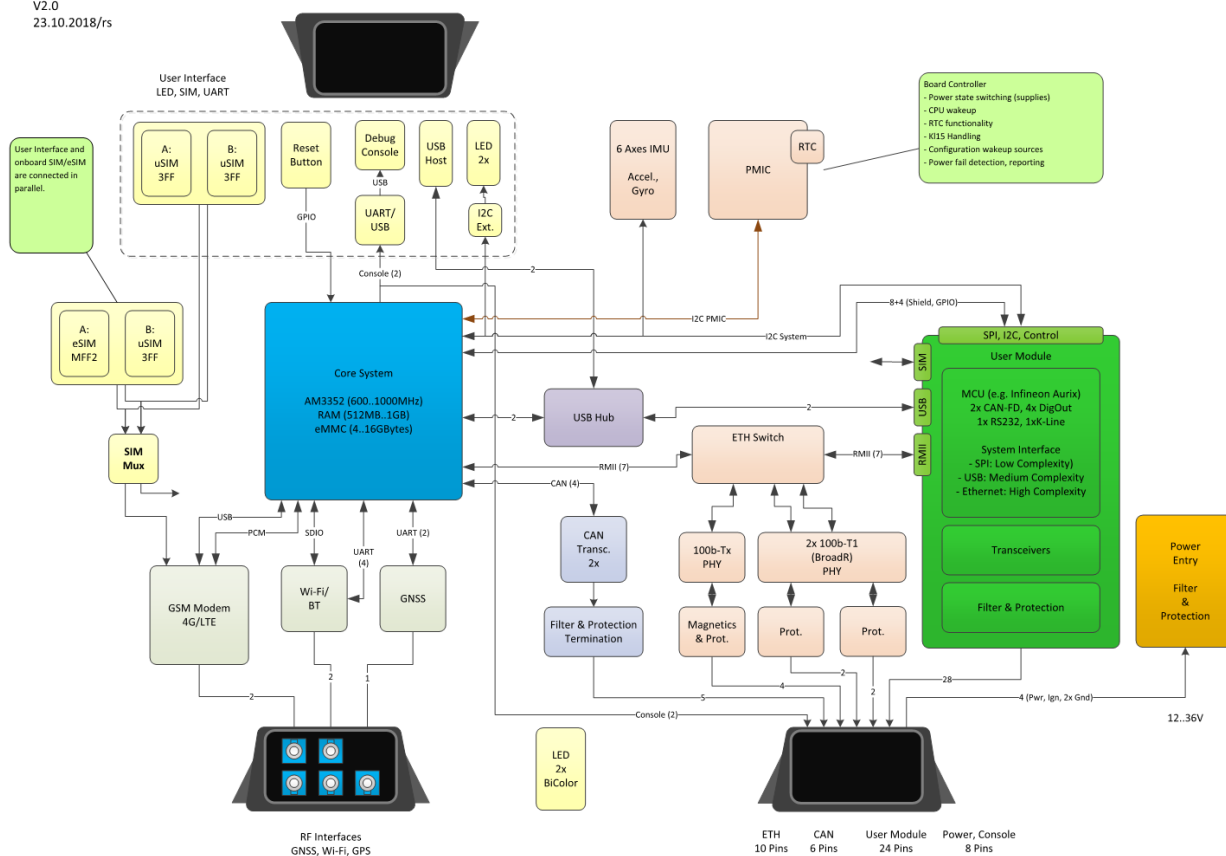 V2.0
23.10.2018/rs
User Interface
LED, SIM, UART
User Interface and
onboard SIM/eSIM
are connected in
parallel.
A:
uSIM
3FF
B:
uSIM
3FF
Reset
Button
Debug
Console
USB
Host
LED
2x
USB
UART/
USB
I2C
Ext.
GPIO
Console (2)
2
6 Axes IMU
Accel.,
Gyro
PMIC
RTC
Board Controller
- Power state switching (supplies)
- CPU wakeup
- RTC functionality
- Kl15 Handling
- Configuration wakeup sources
- Power fail detection, reporting
A:
eSIM
MFF2
B:
uSIM
3FF
SIM
Mux
Core System
AM3352 (600..1000MHz)
RAM (512MB..1GB)
eMMC (4..16GBytes)
I2C PMIC
I2C System
8+4 (Shield, GPIO)
2
USB Hub
2
RMII (7)
CAN (4)
ETH Switch
RMII (7)
SPI, I2C, Control
User Module
SIM
USB
RMII
MCU (e.g. Infineon Aurix)
2x CAN-FD, 4x DigOut
1x RS232, 1xK-Line
System Interface
- SPI: Low Complexity)
- USB: Medium Complexity
- Ethernet: High Complexity
Transceivers
Filter & Protection
Power
Entry
Filter
&
Protection
USB
PCM
SDIO
UART
(4)
UART (2)
GSM Modem
4G/LTE
Wi-Fi/
BT
GNSS
CAN
Transc.
2x
100b-Tx
PHY
2x 100b-T1
(BroadR)
PHY
Filter & Protection
Termination
Magnetics
& Prot.
Prot.
Prot.
2
2
1
5
4
2
2
28
4 (Pwr, Ign, 2x Gnd)
Console (2)
12..36V
LED
2x
BiColor
RF Interfaces
GNSS, Wi-Fi, GPS
ETH
10 Pins
CAN
6 Pins
User Module
24 Pins
Power, Console
8 Pins